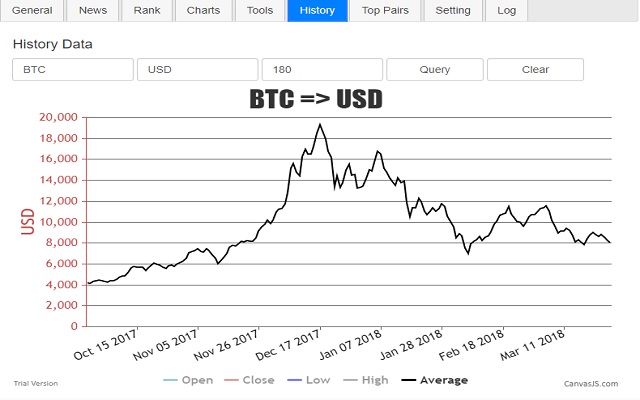 General News Rank Charts Tools History Top Pairs Setting Log
History Data
BTC USD 180 Query Clear
BTC => USD
20,000
18,000
16,000
14,000
12,000
10,000
8,000
6,000
4,000
2,000
0
USD
Oct 15 2017 Nov 05 2017 Nov 26 2017 Dec 17 2017 Jan 07 2018 Jan 28 2018 Feb 18 2018 Mar 11 2018
Trial Version Open Close Low High Average CanvasJS.com